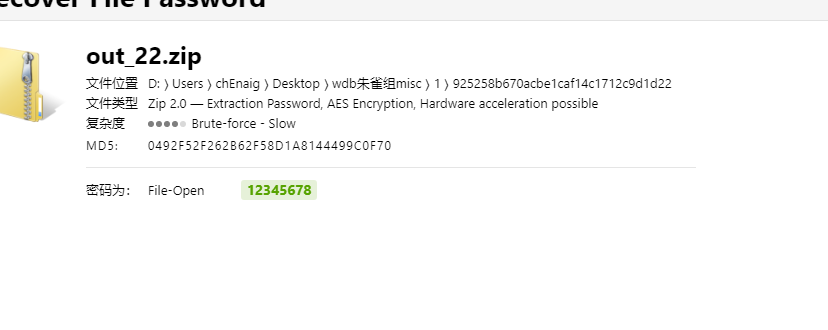 ecover File Password
out_22.zip
文件位置 D: 〉Users 〉chEnaig 〉Desktop 〉wdb朱雀组misc 〉1 〉925258b670acbe1caf14c1712c9d1d22
文件类型 Zip 2.0 — Extraction Password, AES Encryption, Hardware acceleration possible
复杂度 Brute-force - Slow
MD5: 0492F52F262B62F58D1A8144499C0F70
密码为: File-Open 12345678